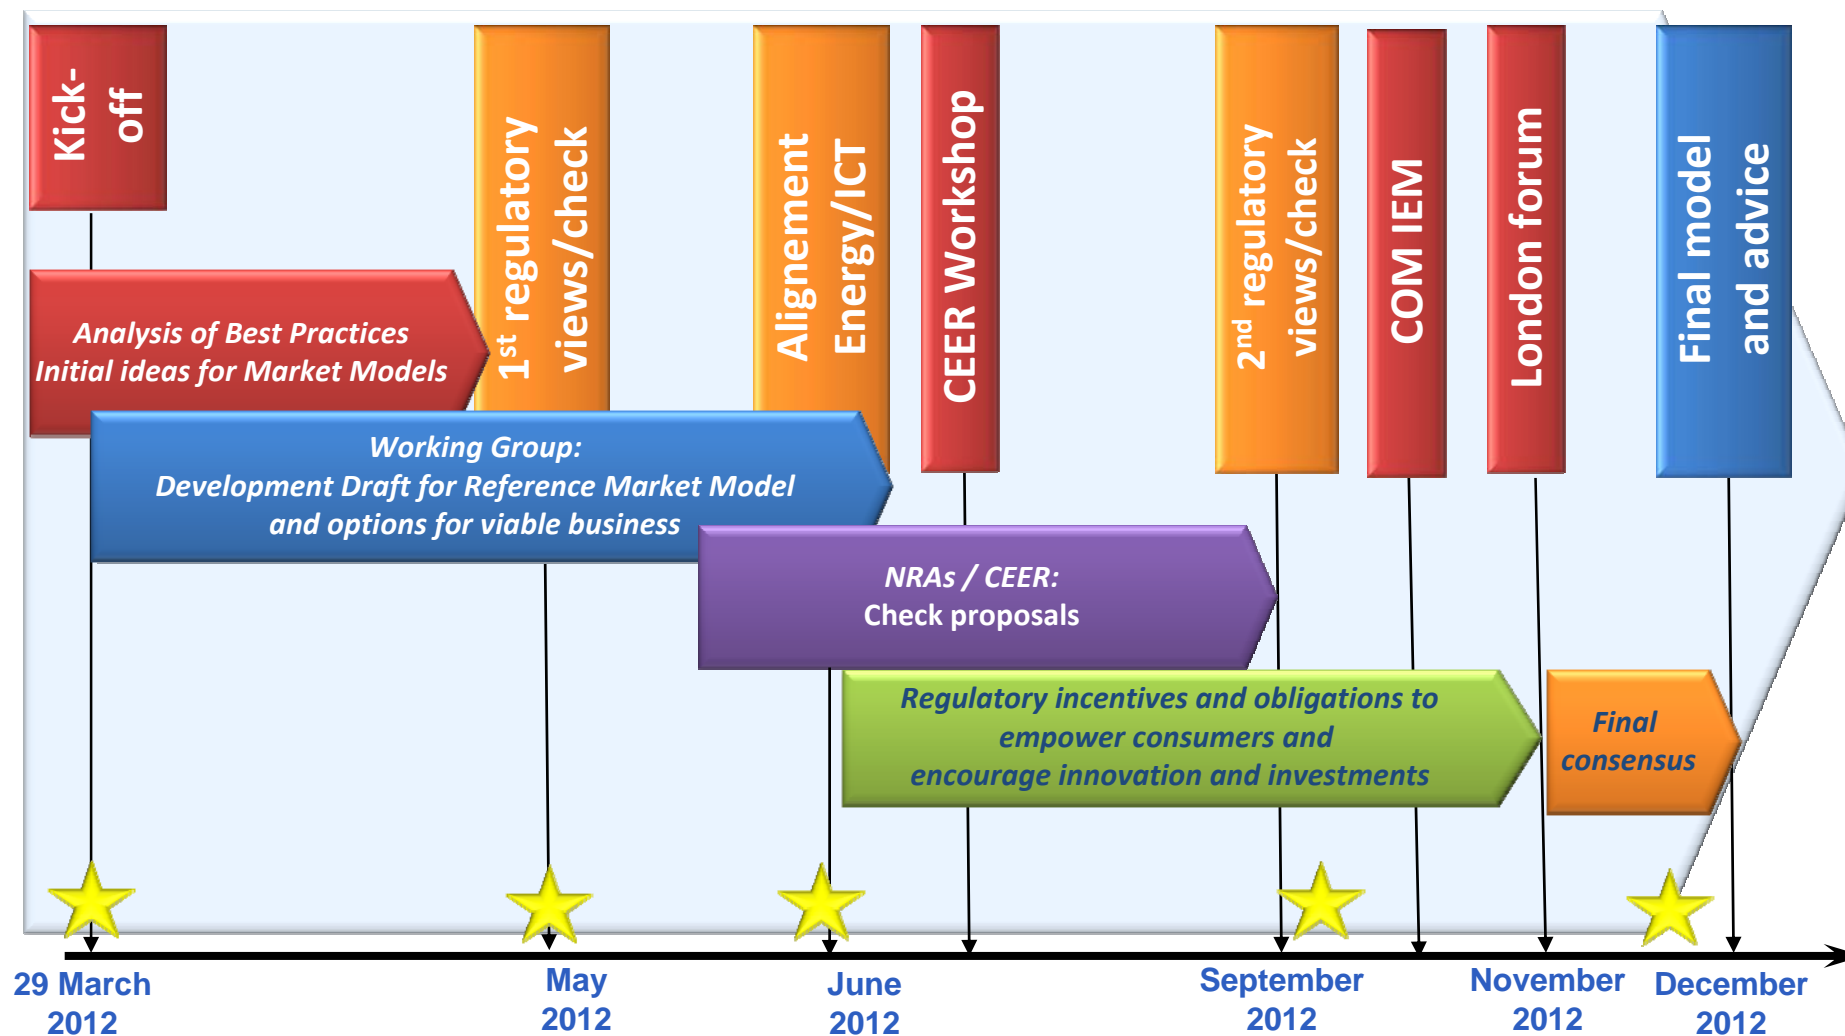 Kick-
off
1st regulatory
views/check
Alignement
Energy/ICT
CEER Workshop
2nd regulatory
views/check
COM IEM
London forum
Final model
and advice
Analysis of Best Practices
Initial ideas for Market Models
Working Group:
Development Draft for Reference Market Model
and options for viable business
NRAs / CEER:
Check proposals
Regulatory incentives and obligations to
empower consumers and
encourage innovation and investments
Final
consensus
29 March
2012
May
2012
June
2012
September
2012
November
2012
December
2012